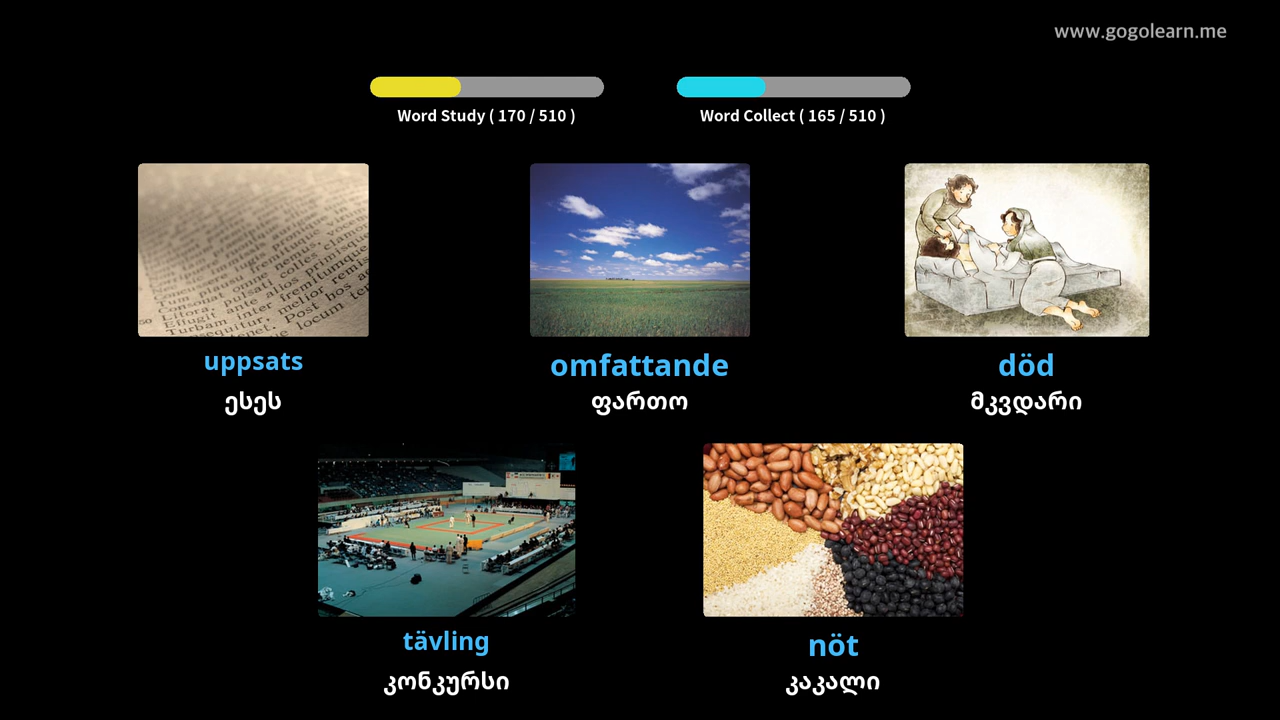 www.gogolearn.me
Word Study ( 170 / 510 )
Word Collect ( 165 / 510 )
uppsats
omfattande
död
ესეს
ფართო
მკვდარი
tävling
nöt
კონკურსი
კაკალი